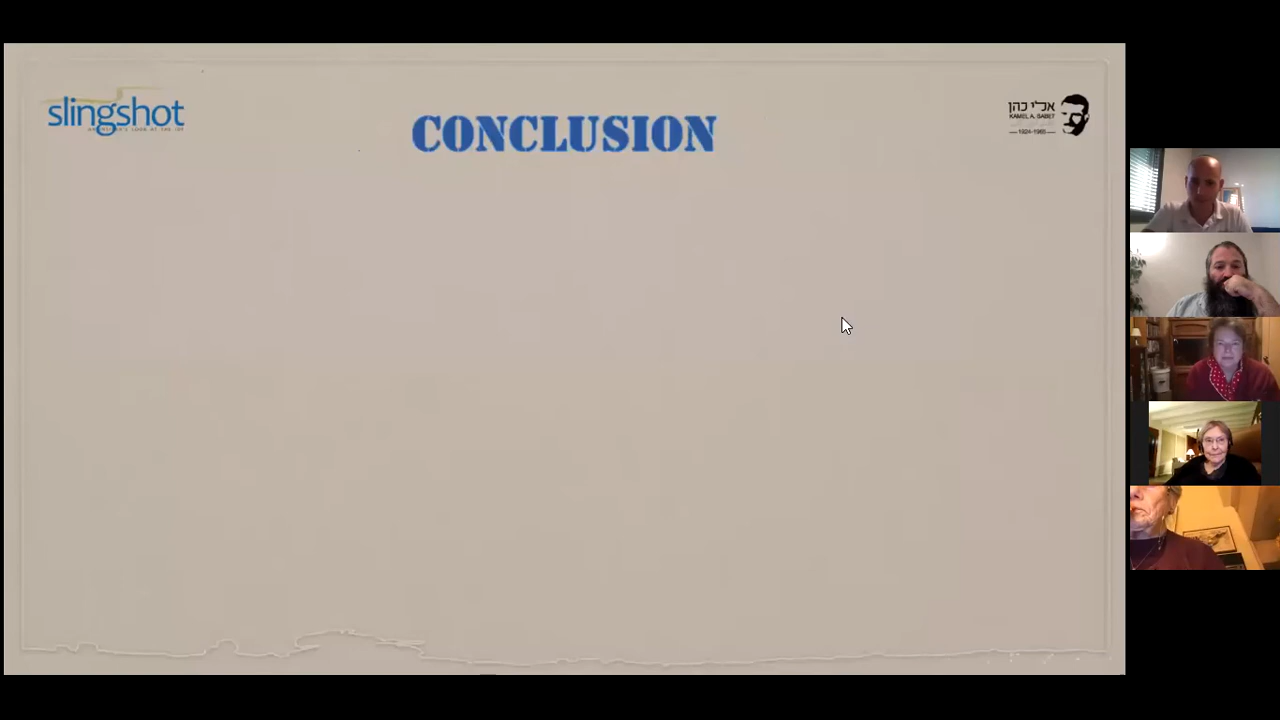 slingshot
CONCLUSION
אלי כהן
KAMEL A. SABET
1924-1965